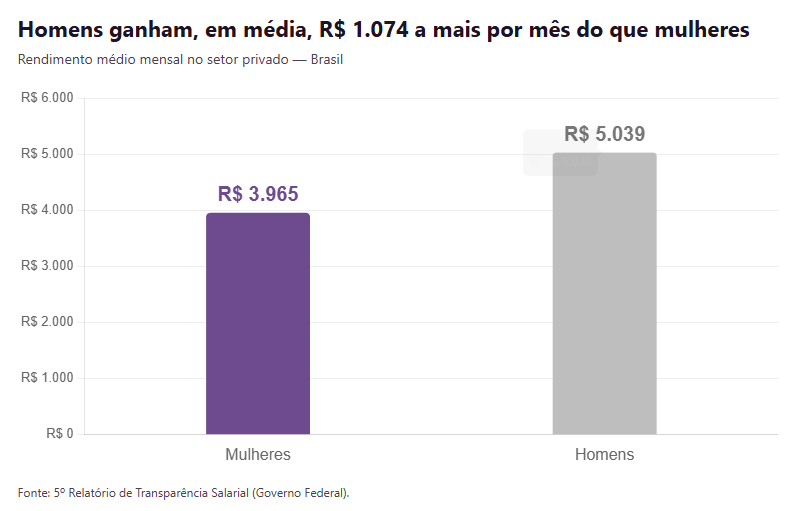 Homens ganham, em média, R$ 1.074 a mais por mês do que mulheres
Rendimento médio mensal no setor privado — Brasil
R$ 6.000
R$ 5.000
R$ 4.000
R$ 3.000
R$ 2.000
R$ 1.000
R$ 0
R$ 3.965
R$ 5.039
Mulheres
Homens
Fonte: 5º Relatório de Transparência Salarial (Governo Federal).